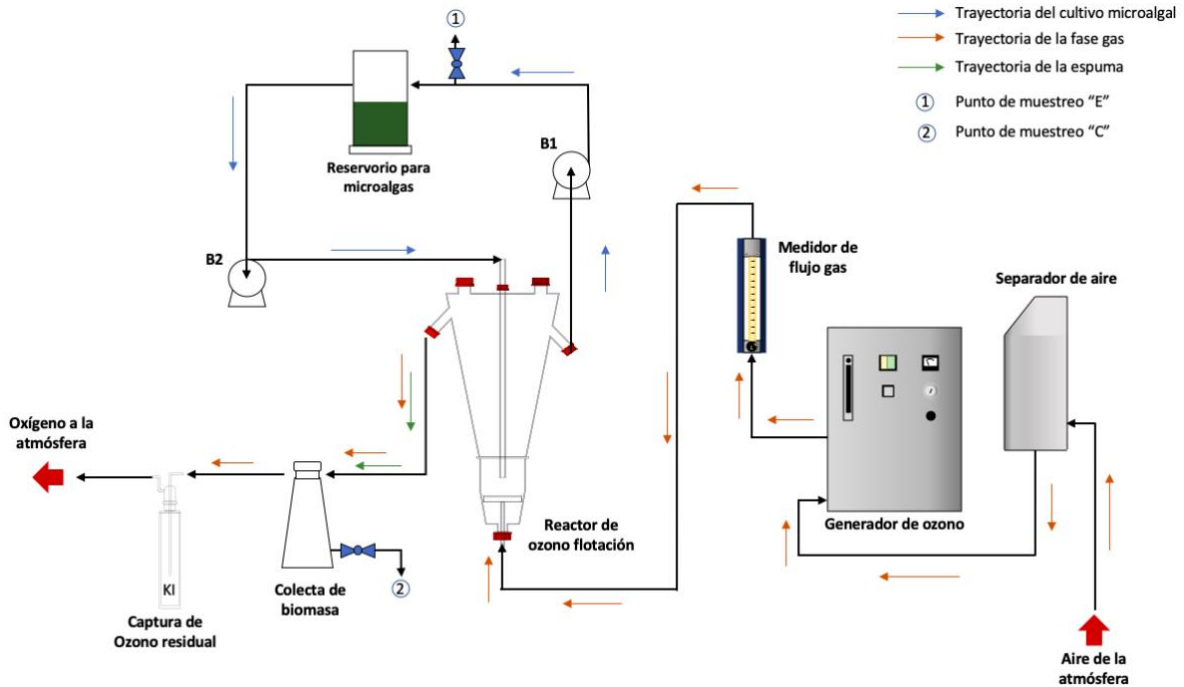 ①
Trayectoria del cultivo microalgal
Trayectoria de la fase gas
Trayectoria de la espuma
① Punto de muestreo “E”
② Punto de muestreo “C”
Reservorio para
microalgas
B1
B2
Medidor de
flujo gas
Separador de aire
Oxígeno a la
atmósfera
Generador de ozono
Reactor de
ozono flotación
KI
Colecta de
biomasa
②
Captura de
Ozono residual
Aire de la
atmósfera